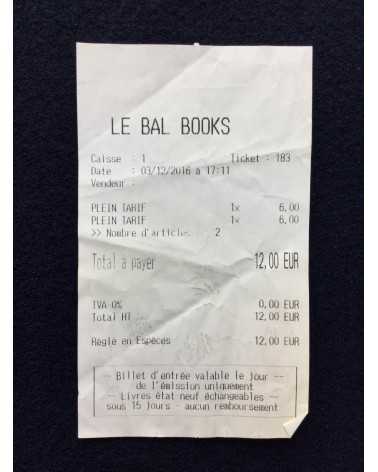 LE BAL BOOKS
Caisse : 1 Ticket : 183
Date : 03/12/2016 à 17:11
Vendeur :
PLEIN TARIF 1x 6,00
PLEIN TARIF 1x 6,00
>> Nombre d'articles : 2
Total à payer 12,00 EUR
TVA 0% 0,00 EUR
Total HT 12,00 EUR
Réglé en Espèces 12,00 EUR
-- Billet d'entrée valable le jour --
de l'émission uniquement
-- Livres état neuf échangeables --
sous 15 jours - aucun remboursement